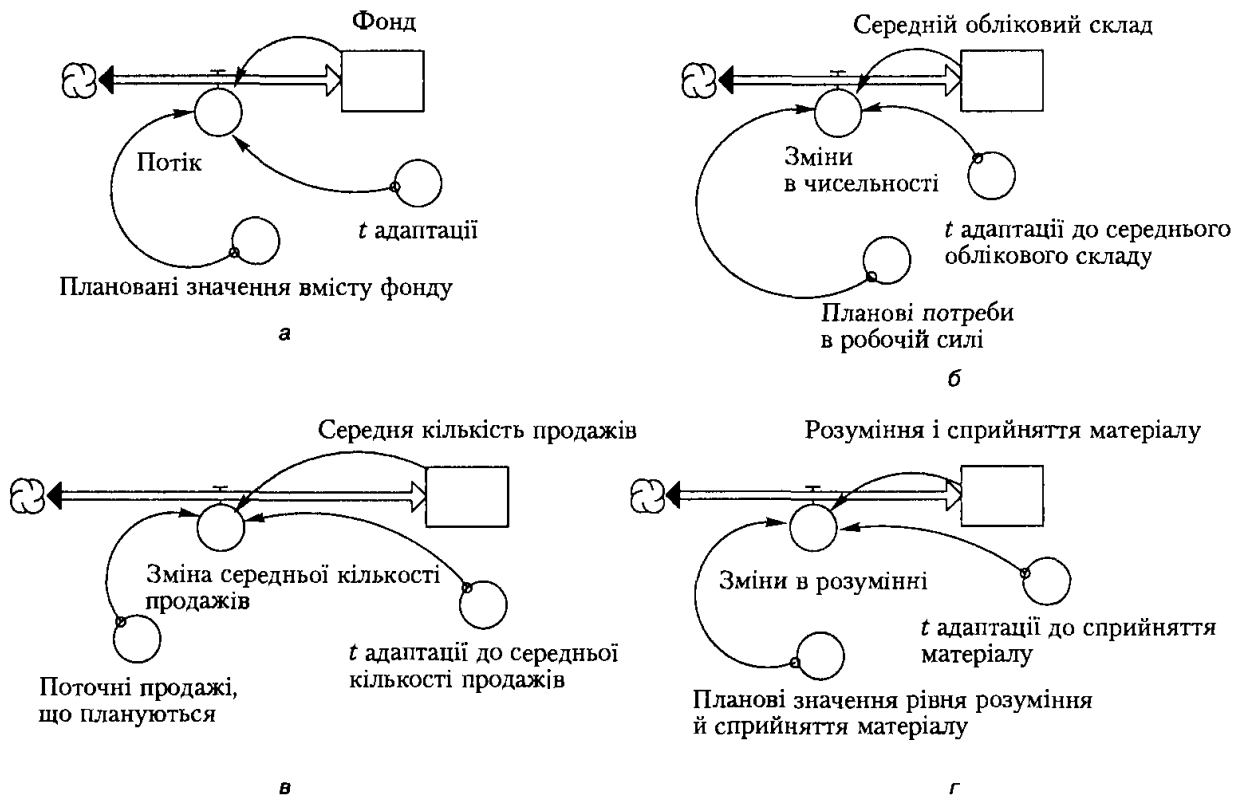 Фонд
Потік
t адаптації
Плановані значення вмісту фонду
а
Середній обліковий склад
Зміни
в чисельності
t адаптації до середнього
облікового складу
Планові потреби
в робочій силі
б
Середня кількість продажів
Зміна середньої кількості
продажів
t адаптації до середньої
кількості продажів
Поточні продажі,
що плануються
в
Розуміння і сприйняття матеріалу
Зміни в розумінні
t адаптації до сприйняття
матеріалу
Планові значення рівня розуміння
й сприйняття матеріалу
г